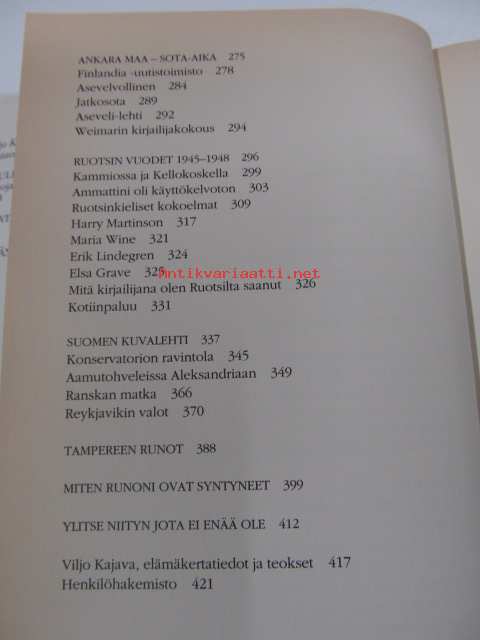 ANKARA MAA – SOTA-AIKA 275
Finlandia -uutistoimisto 278
Asevelvollinen 284
Jatkosota 289
Aseveli-lehti 292
Weimarin kirjailijakokous 294
RUOTSIN VUODET 1945–1948 296
Kammiossa ja Kellokoskella 299
Ammattini oli käyttökelvoton 303
Ruotsinkieliset kokoelmat 309
Harry Martinson 317
Maria Wine 321
Erik Lindegren 324
Elsa Grave 325
Antikvariaatti.net
Mitä kirjailijana olen Ruotsilta saanut 326
Kotiinpaluu 331
SUOMEN KUVALEHTI 337
Konservatorion ravintola 345
Aamutohveleissa Aleksandriaan 349
Ranskan matka 366
Reykjavikin valot 370
TAMPEREEN RUNOT 388
MITEN RUNONI OVAT SYNTYNEET 399
YLITSE NIITYN JOTA EI ENÄÄ OLE 412
Viljo Kajava, elämäkertatiedot ja teokset 417
Henkilöhakemisto 421